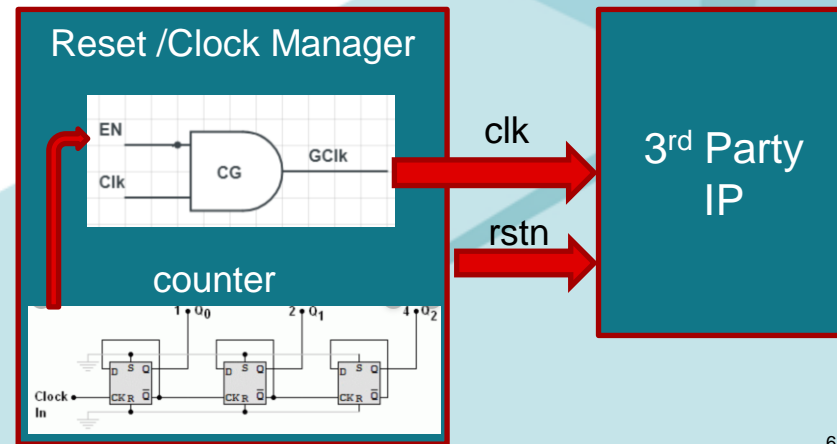 Reset /Clock Manager
EN
Clk
CG
GClk
clk
rstn
3rd Party
IP
counter
1 Q0
2 Q1
4 Q2
D S Q
D S Q
D S Q
Clock
In
CK R Q
CK R Q
CK R Q
6